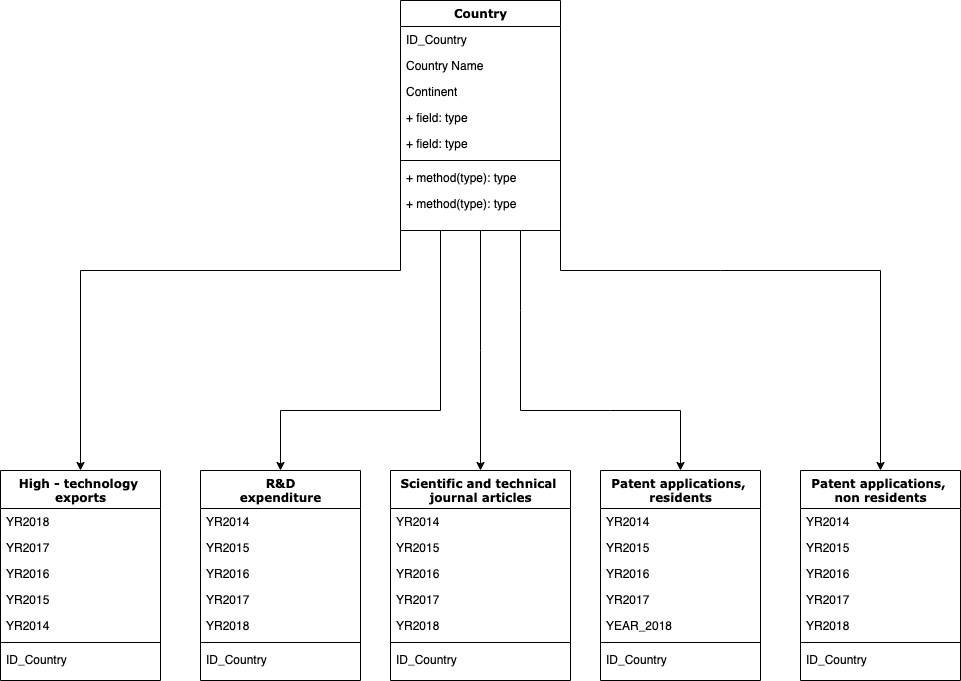 Country
ID_Country
Country Name
Continent
+ field: type
+ field: type
+ method(type): type
+ method(type): type
High - technology
exports
YR2018
YR2017
YR2016
YR2015
YR2014
ID_Country
R&D
expenditure
YR2014
YR2015
YR2016
YR2017
YR2018
ID_Country
Scientific and technical
journal articles
YR2014
YR2015
YR2016
YR2017
YR2018
ID_Country
Patent applications,
residents
YR2014
YR2015
YR2016
YR2017
YEAR_2018
ID_Country
Patent applications,
non residents
YR2014
YR2015
YR2016
YR2017
YR2018
ID_Country